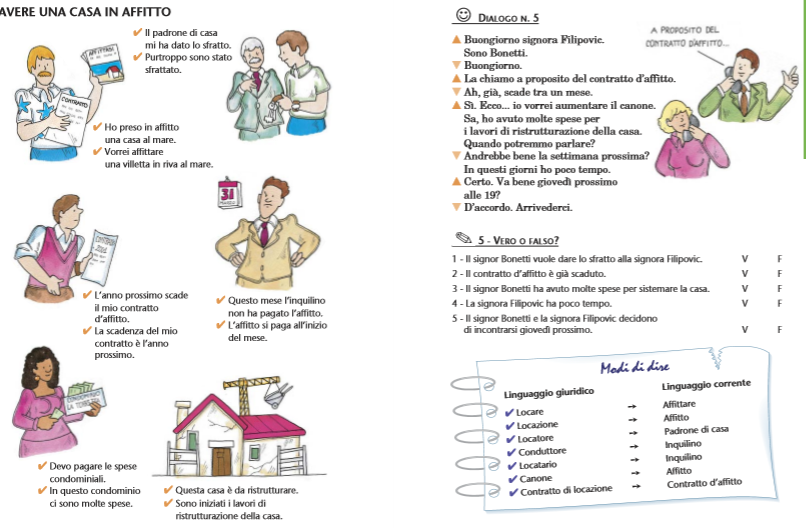 AVERE UNA CASA IN AFFITTO
✔ Il padrone di casa
mi ha dato lo sfratto.
✔ Purtroppo sono stato
sfrattato.
AFFITTASI
CONTRATTO
✔ Ho preso in affitto
una casa al mare.
✔ Vorrei affittare
una villetta in riva al mare.
✔ L'anno prossimo scade
il mio contratto
d'affitto.
✔ La scadenza del mio
contratto è l'anno
prossimo.
31
✔ Questo mese l'inquilino
non ha pagato l'affitto.
✔ L'affitto si paga all'inizio
del mese.
CONDOMINIO
✔ Devo pagare le spese
condominiali.
✔ In questo condominio
ci sono molte spese.
✔ Questa casa è da ristrutturare.
✔ Sono iniziati i lavori di
ristrutturazione della casa.
DIALOGO N. 5
▲ Buongiorno signora Filipovic.
Sono Bonetti.
▼ Buongiorno.
▲ La chiamo a proposito del contratto d'affitto.
▼ Ah, già, scade tra un mese.
▲ Sì. Ecco... io vorrei aumentare il canone.
Sa, ho avuto molte spese per
i lavori di ristrutturazione della casa.
Quando potremmo parlare?
▼ Andrebbe bene la settimana prossima?
In questi giorni ho poco tempo.
▲ Certo. Va bene giovedì prossimo
alle 19?
▼ D'accordo. Arrivederci.
A PROPOSITO DEL
CONTRATTO D'AFFITTO...
5 - VERO O FALSO?
1 - Il signor Bonetti vuole dare lo sfratto alla signora Filipovic. V F
2 - Il contratto d'affitto è già scaduto. V F
3 - Il signor Bonetti ha avuto molte spese per sistemare la casa. V F
4 - La signora Filipovic ha poco tempo. V F
5 - Il signor Bonetti e la signora Filipovic decidono
di incontrarsi giovedì prossimo. V F
Modi di dire
Linguaggio giuridico Linguaggio corrente
✔ Locare → Affittare
✔ Locazione → Affitto
✔ Locatore → Padrone di casa
✔ Conduttore → Inquilino
✔ Locatario → Inquilino
✔ Canone → Affitto
✔ Contratto di locazione → Contratto d'affitto